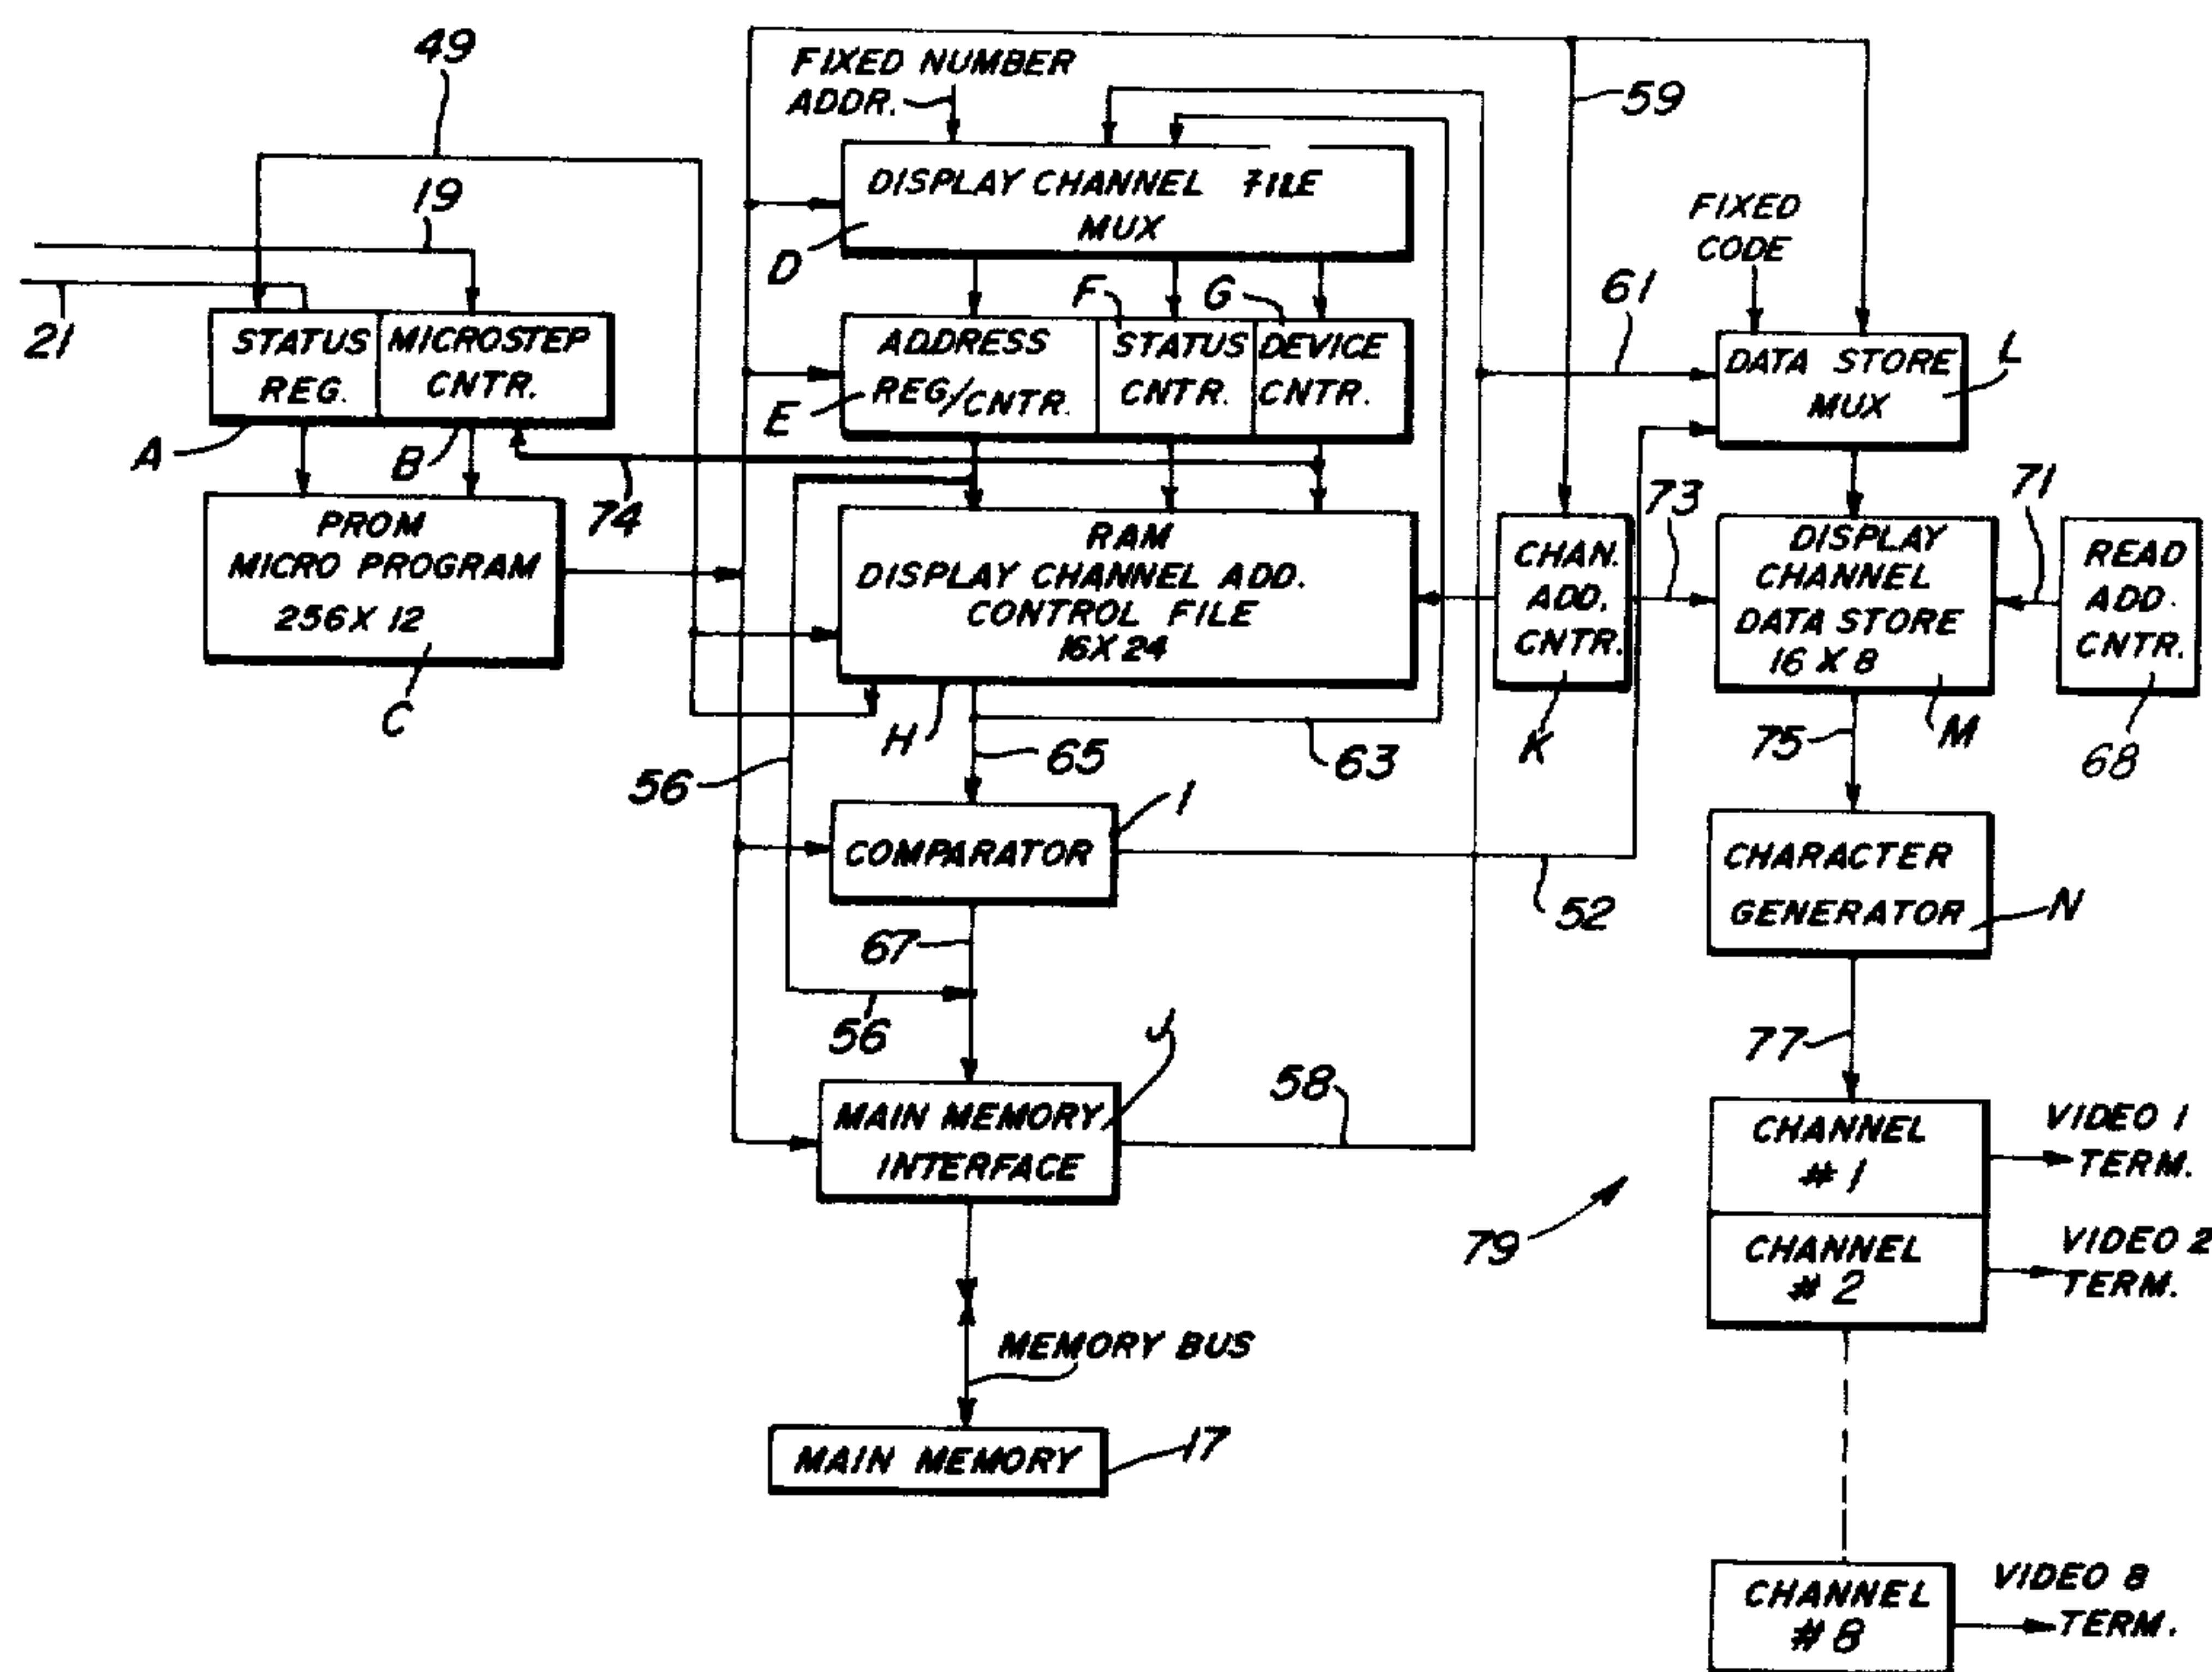 49
19
21
STATUS
REG.
MICROSTEP
CNTR.
A
B
74
PROM
MICRO PROGRAM
256 X 12
C
FIXED NUMBER
ADDR.
DISPLAY CHANNEL FILE
MUX
D
F
G
ADDRESS
REG/CNTR.
STATUS
CNTR.
DEVICE
CNTR.
E
RAM
DISPLAY CHANNEL ADD.
CONTROL FILE
16 X 24
H
65
63
56
COMPARATOR
I
52
67
56
J
MAIN MEMORY
INTERFACE
58
MEMORY BUS
MAIN MEMORY
17
59
FIXED
CODE
61
DATA STORE
MUX
L
73
71
CHAN.
ADD.
CNTR.
K
DISPLAY
CHANNEL
DATA STORE
16 X 8
M
READ
ADD.
CNTR.
68
75
CHARACTER
GENERATOR
N
77
79
CHANNEL
#1
VIDEO 1
TERM.
CHANNEL
#2
VIDEO 2
TERM.
CHANNEL
#8
VIDEO 8
TERM.